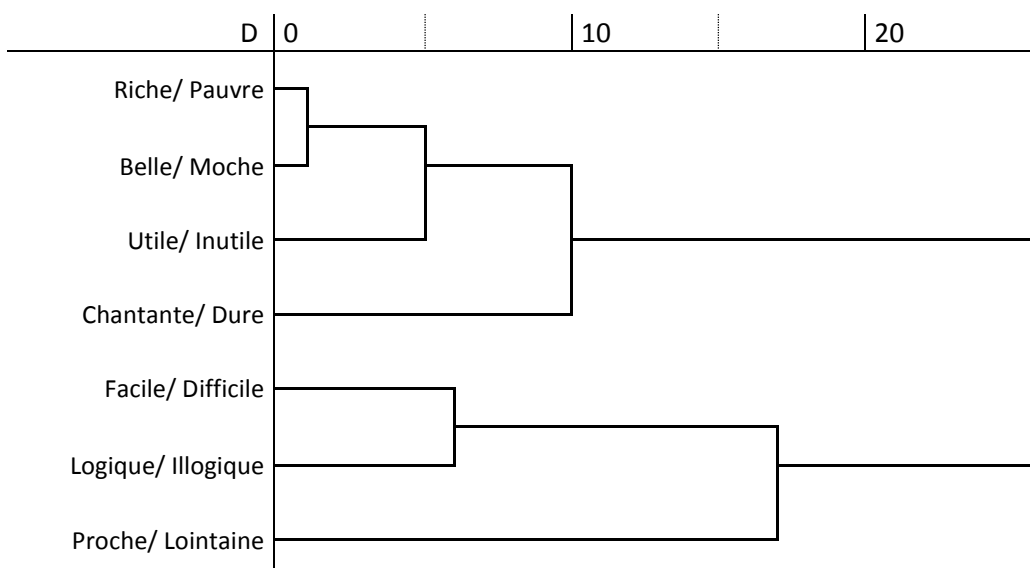 D 0 10 20
Riche/ Pauvre
Belle/ Moche
Utile/ Inutile
Chantante/ Dure
Facile/ Difficile
Logique/ Illogique
Proche/ Lointaine